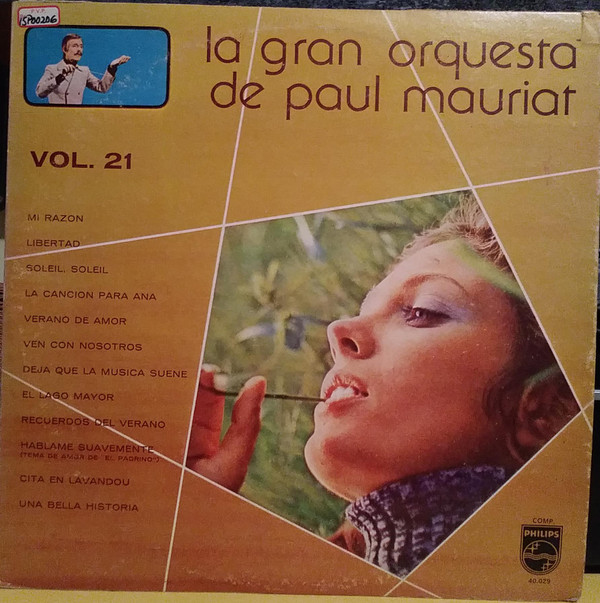 15P00206
la gran orquesta
de paul mauriat
VOL. 21
MI RAZON
LIBERTAD
SOLEIL, SOLEIL
LA CANCION PARA ANA
VERANO DE AMOR
VEN CON NOSOTROS
DEJA QUE LA MUSICA SUENE
EL LAGO MAYOR
RECUERDOS DEL VERANO
HABLAME SUAVEMENTE
(TEMA DE AMOR DE "EL PADRINO")
CITA EN LAVANDOU
UNA BELLA HISTORIA
COMP.
PHILIPS
40.029